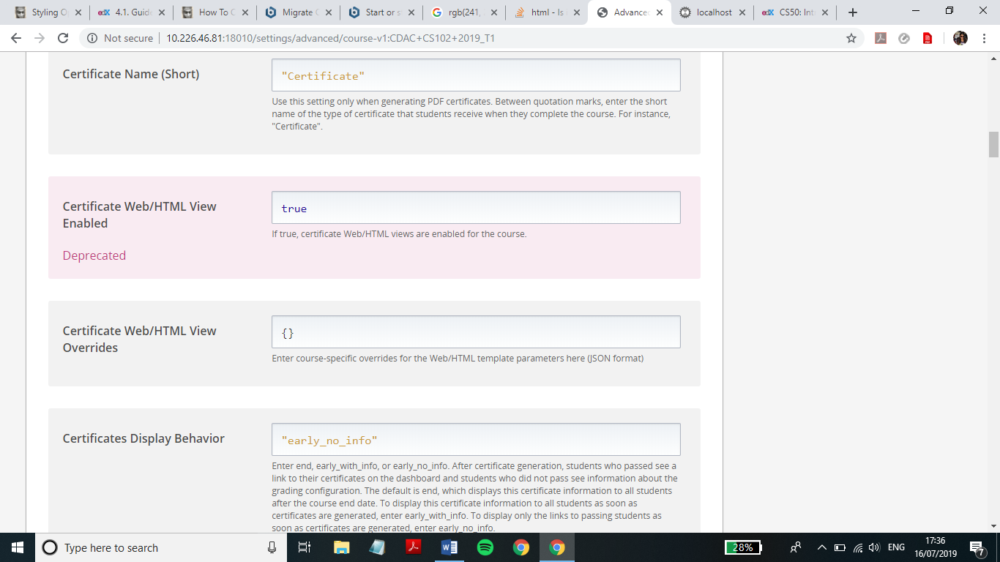 Styling Op
4.1. Guide
How To C
Migrate C
Start or s
rgb(241, 
html - Is 
Advanced
localhost
CS50: Int
Not secure
10.226.46.81:18010/settings/advanced/course-v1:CDAC+CS102+2019_T1
Certificate Name (Short)
"Certificate"
Use this setting only when generating PDF certificates. Between quotation marks, enter the short
name of the type of certificate that students receive when they complete the course. For instance,
"Certificate".
Certificate Web/HTML View
Enabled
true
If true, certificate Web/HTML views are enabled for the course.
Deprecated
Certificate Web/HTML View
Overrides
{}
Enter course-specific overrides for the Web/HTML template parameters here (JSON format)
Certificates Display Behavior
"early_no_info"
Enter end, early_with_info, or early_no_info. After certificate generation, students who passed see a
link to their certificates on the dashboard and students who did not pass see information about the
grading configuration. The default is end, which displays this certificate information to all students
after the course end date. To display this certificate information to all students as soon as
certificates are generated, enter early_with_info. To display only the links to passing students as
soon as certificates are generated, enter early_no_info.
Type here to search
28%
ENG
17:36
16/07/2019
7